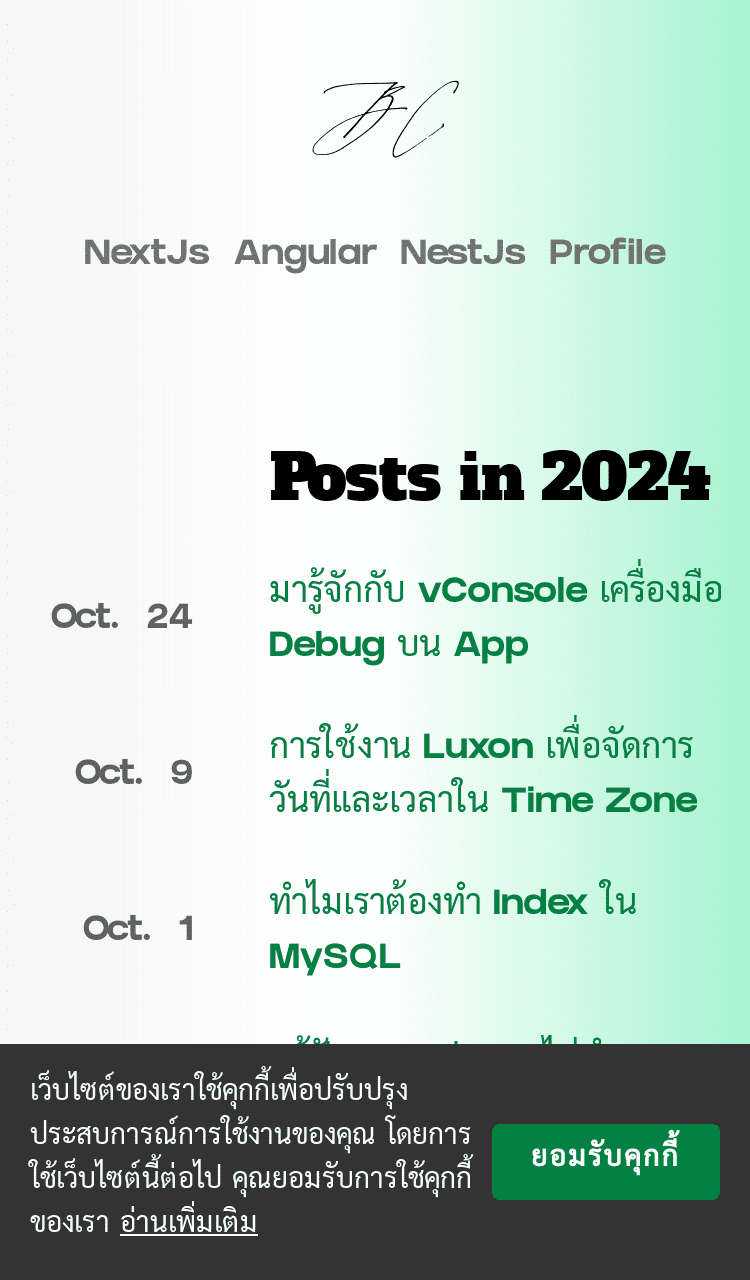 JBC
NextJs Angular NestJs Profile
Posts in 2024
Oct. 24
มารู้จักกับ vConsole เครื่องมือ
Debug บน App
Oct. 9
การใช้งาน Luxon เพื่อจัดการ
วันที่และเวลาใน Time Zone
Oct. 1
ทำไมเราต้องทำ Index ใน
MySQL
เว็บไซต์ของเราใช้คุกกี้เพื่อปรับปรุง
ประสบการณ์การใช้งานของคุณ โดยการ
ใช้เว็บไซต์นี้ต่อไป คุณยอมรับการใช้คุกกี้
ของเรา อ่านเพิ่มเติม
ยอมรับคุกกี้